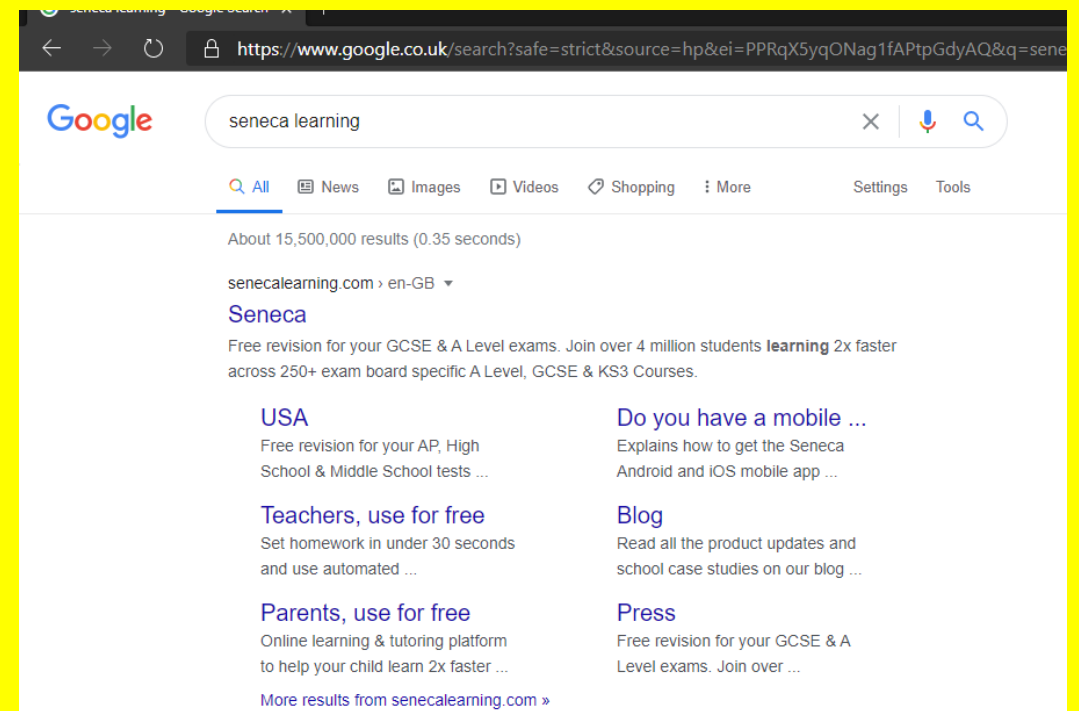 seneca learning - Google Search
https://www.google.co.uk/search?safe=strict&source=hp&ei=PPRqX5yqONag1fAPtpGdyAQ&q=sene
Google
seneca learning
All News Images Videos Shopping More Settings Tools
About 15,500,000 results (0.35 seconds)
senecalearning.com › en-GB
Seneca
Free revision for your GCSE & A Level exams. Join over 4 million students learning 2x faster
across 250+ exam board specific A Level, GCSE & KS3 Courses.
USA
Free revision for your AP, High
School & Middle School tests ...
Do you have a mobile ...
Explains how to get the Seneca
Android and iOS mobile app ...
Teachers, use for free
Set homework in under 30 seconds
and use automated ...
Blog
Read all the product updates and
school case studies on our blog ...
Parents, use for free
Online learning & tutoring platform
to help your child learn 2x faster ...
Press
Free revision for your GCSE & A
Level exams. Join over ...
More results from senecalearning.com »